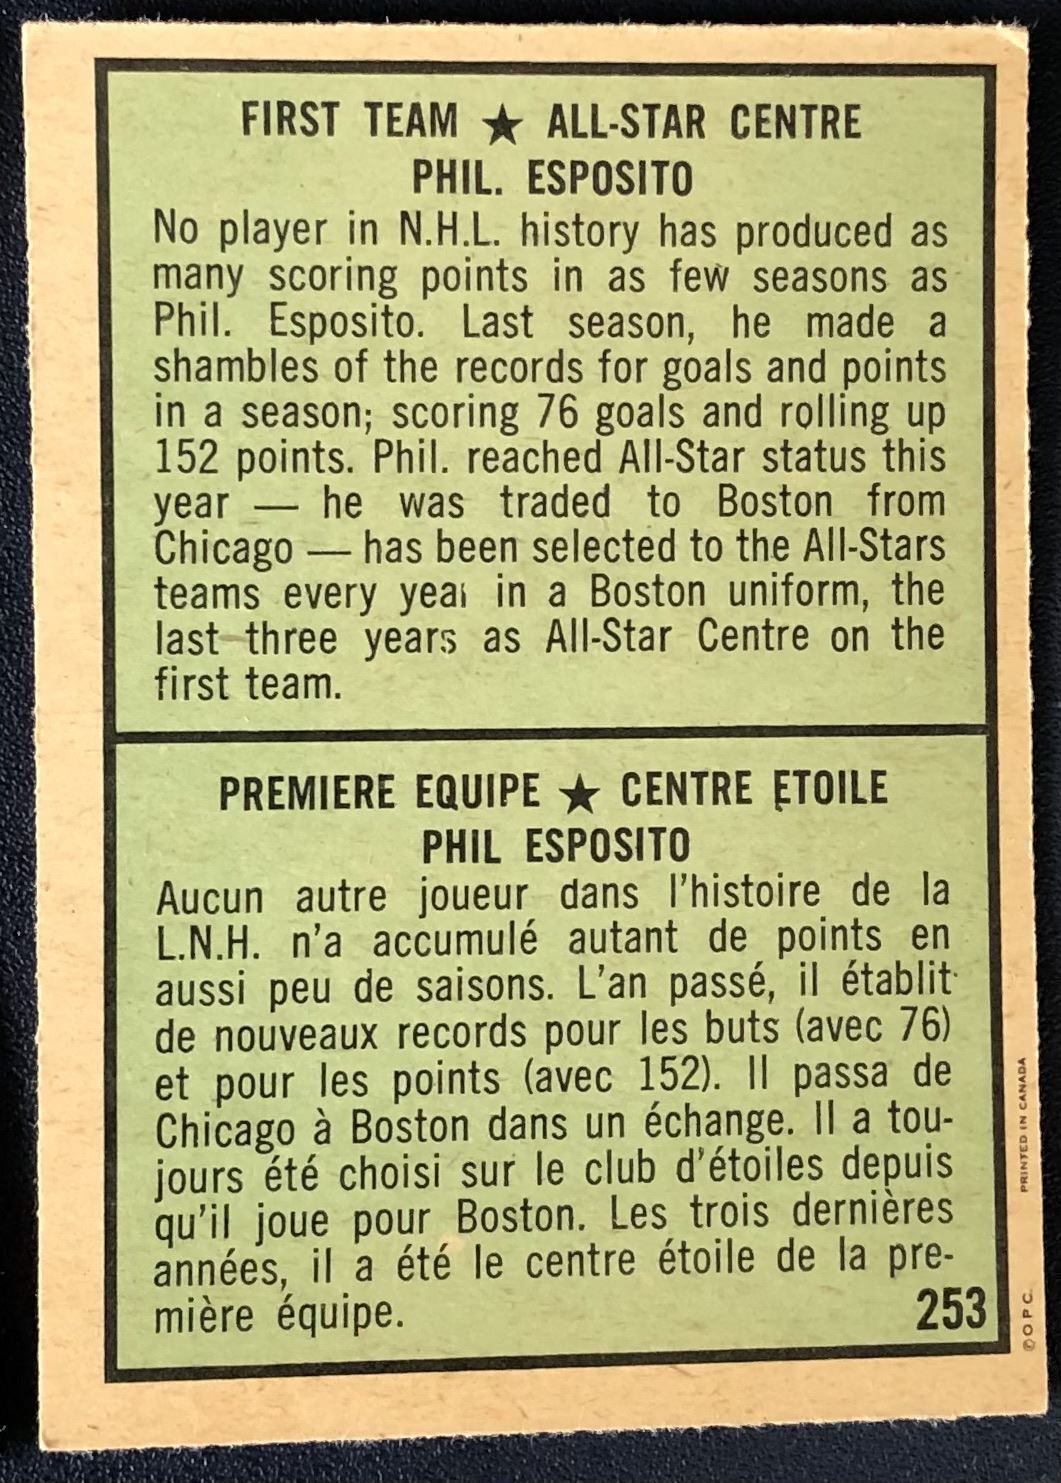 FIRST TEAM ★ ALL-STAR CENTRE
PHIL. ESPOSITO
No player in N.H.L. history has produced as
many scoring points in as few seasons as
Phil. Esposito. Last season, he made a
shambles of the records for goals and points
in a season; scoring 76 goals and rolling up
152 points. Phil. reached All-Star status this
year — he was traded to Boston from
Chicago — has been selected to the All-Stars
teams every year in a Boston uniform, the
last three years as All-Star Centre on the
first team.
PREMIERE EQUIPE ★ CENTRE ETOILE
PHIL ESPOSITO
Aucun autre joueur dans l'histoire de la
L.N.H. n'a accumulé autant de points en
aussi peu de saisons. L'an passé, il établit
de nouveaux records pour les buts (avec 76)
et pour les points (avec 152). Il passa de
Chicago à Boston dans un échange. Il a tou-
jours été choisi sur le club d'étoiles depuis
qu'il joue pour Boston. Les trois dernières
années, il a été le centre étoile de la pre-
mière équipe.
253
©O.P.C. PRINTED IN CANADA